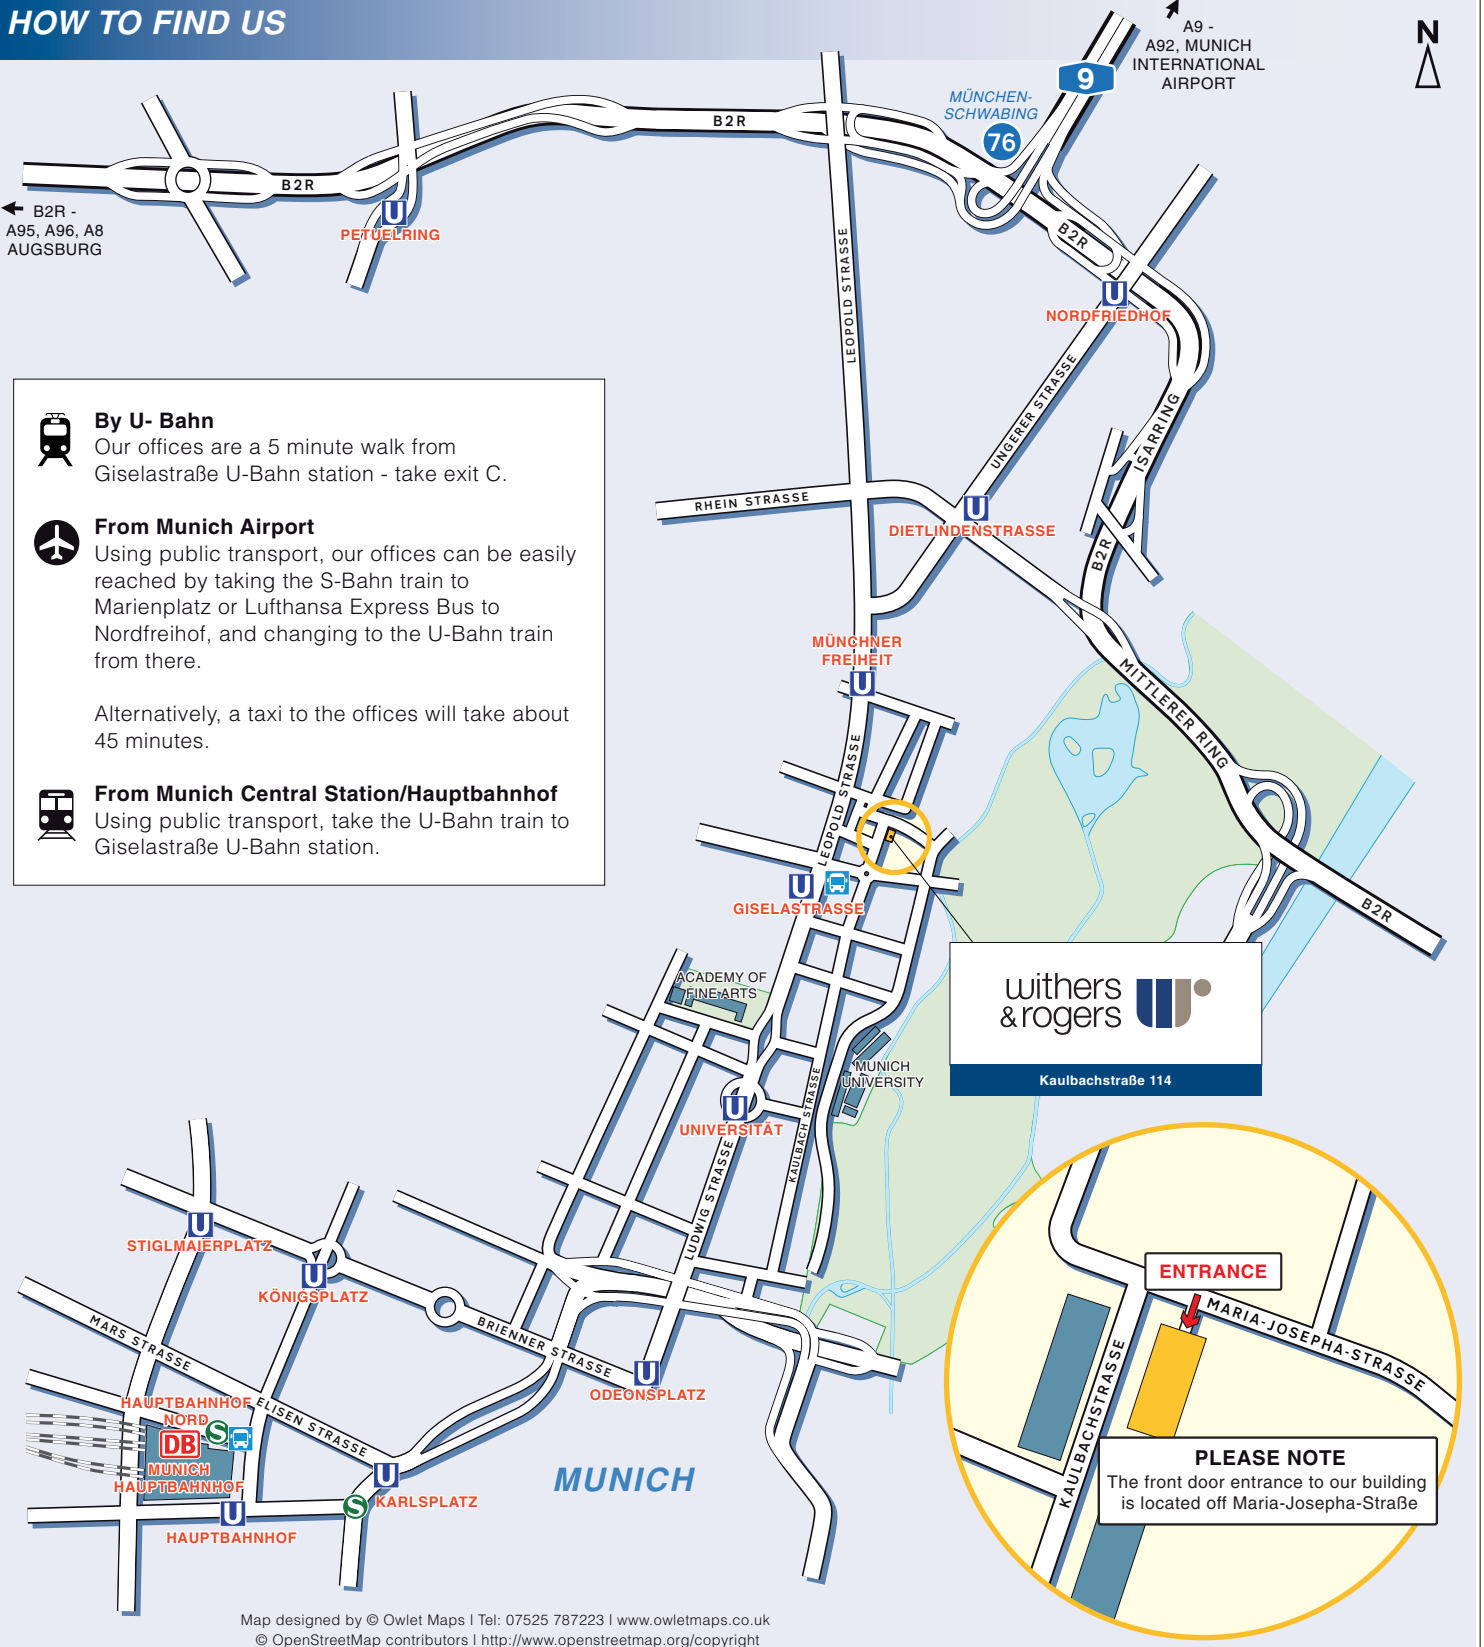 HOW TO FIND US
A9 -
A92, MUNICH
INTERNATIONAL
AIRPORT
N
9
MÜNCHEN-
SCHWABING
76
B2R
B2R
B2R -
A95, A96, A8
AUGSBURG
U
PETUELRING
B2R
LEOPOLD STRASSE
U
NORDFRIEDHOF
UNGERER STRASSE
ISARRING
By U- Bahn
Our offices are a 5 minute walk from
Giselastraße U-Bahn station - take exit C.
From Munich Airport
Using public transport, our offices can be easily
reached by taking the S-Bahn train to
Marienplatz or Lufthansa Express Bus to
Nordfreihof, and changing to the U-Bahn train
from there.
Alternatively, a taxi to the offices will take about
45 minutes.
From Munich Central Station/Hauptbahnhof
Using public transport, take the U-Bahn train to
Giselastraße U-Bahn station.
RHEIN STRASSE
U
DIETLINDENSTRASSE
B2R
MÜNCHNER
FREIHEIT
U
MITTLERER RING
LEOPOLD STRASSE
U
GISELASTRASSE
B2R
ACADEMY OF
FINE ARTS
withers
& rogers
Kaulbachstraße 114
MUNICH
UNIVERSITY
U
UNIVERSITÄT
KAULBACH STRASSE
LUDWIG STRASSE
U
STIGLMAIERPLATZ
U
KÖNIGSPLATZ
MARS STRASSE
BRIENNER STRASSE
U
ODEONSPLATZ
HAUPTBAHNHOF
NORD
S
DB
MUNICH
HAUPTBAHNHOF
ELISEN STRASSE
U
KARLSPLATZ
S
U
HAUPTBAHNHOF
MUNICH
ENTRANCE
MARIA-JOSEPHA-STRASSE
KAULBACHSTRASSE
PLEASE NOTE
The front door entrance to our building
is located off Maria-Josepha-Straße
Map designed by © Owlet Maps | Tel: 07525 787223 | www.owletmaps.co.uk
© OpenStreetMap contributors | http://www.openstreetmap.org/copyright